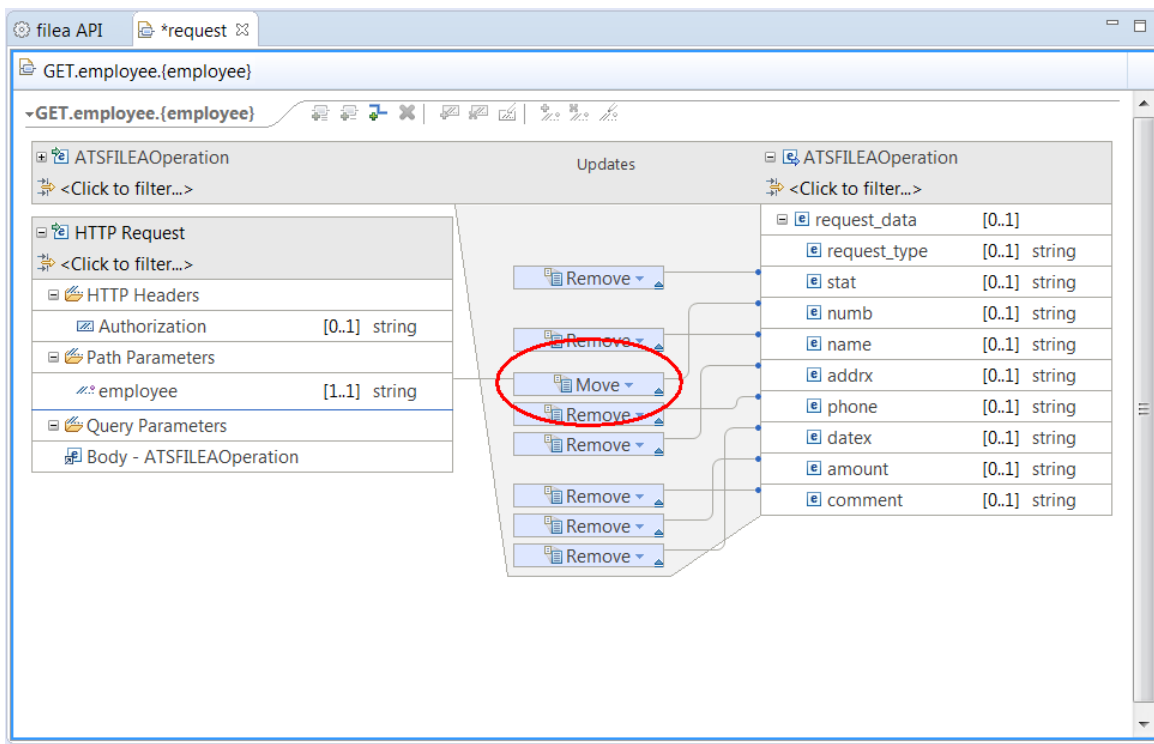 filea API
*request
GET.employee.{employee}
GET.employee.{employee}
ATSFILEAOperation
<Click to filter...>
Updates
ATSFILEAOperation
<Click to filter...>
HTTP Request
<Click to filter...>
HTTP Headers
Authorization [0..1] string
Path Parameters
employee [1..1] string
Query Parameters
Body - ATSFILEAOperation
Remove
Remove
Move
Remove
Remove
Remove
Remove
Remove
request_data [0..1]
request_type [0..1] string
stat [0..1] string
numb [0..1] string
name [0..1] string
addrx [0..1] string
phone [0..1] string
datex [0..1] string
amount [0..1] string
comment [0..1] string